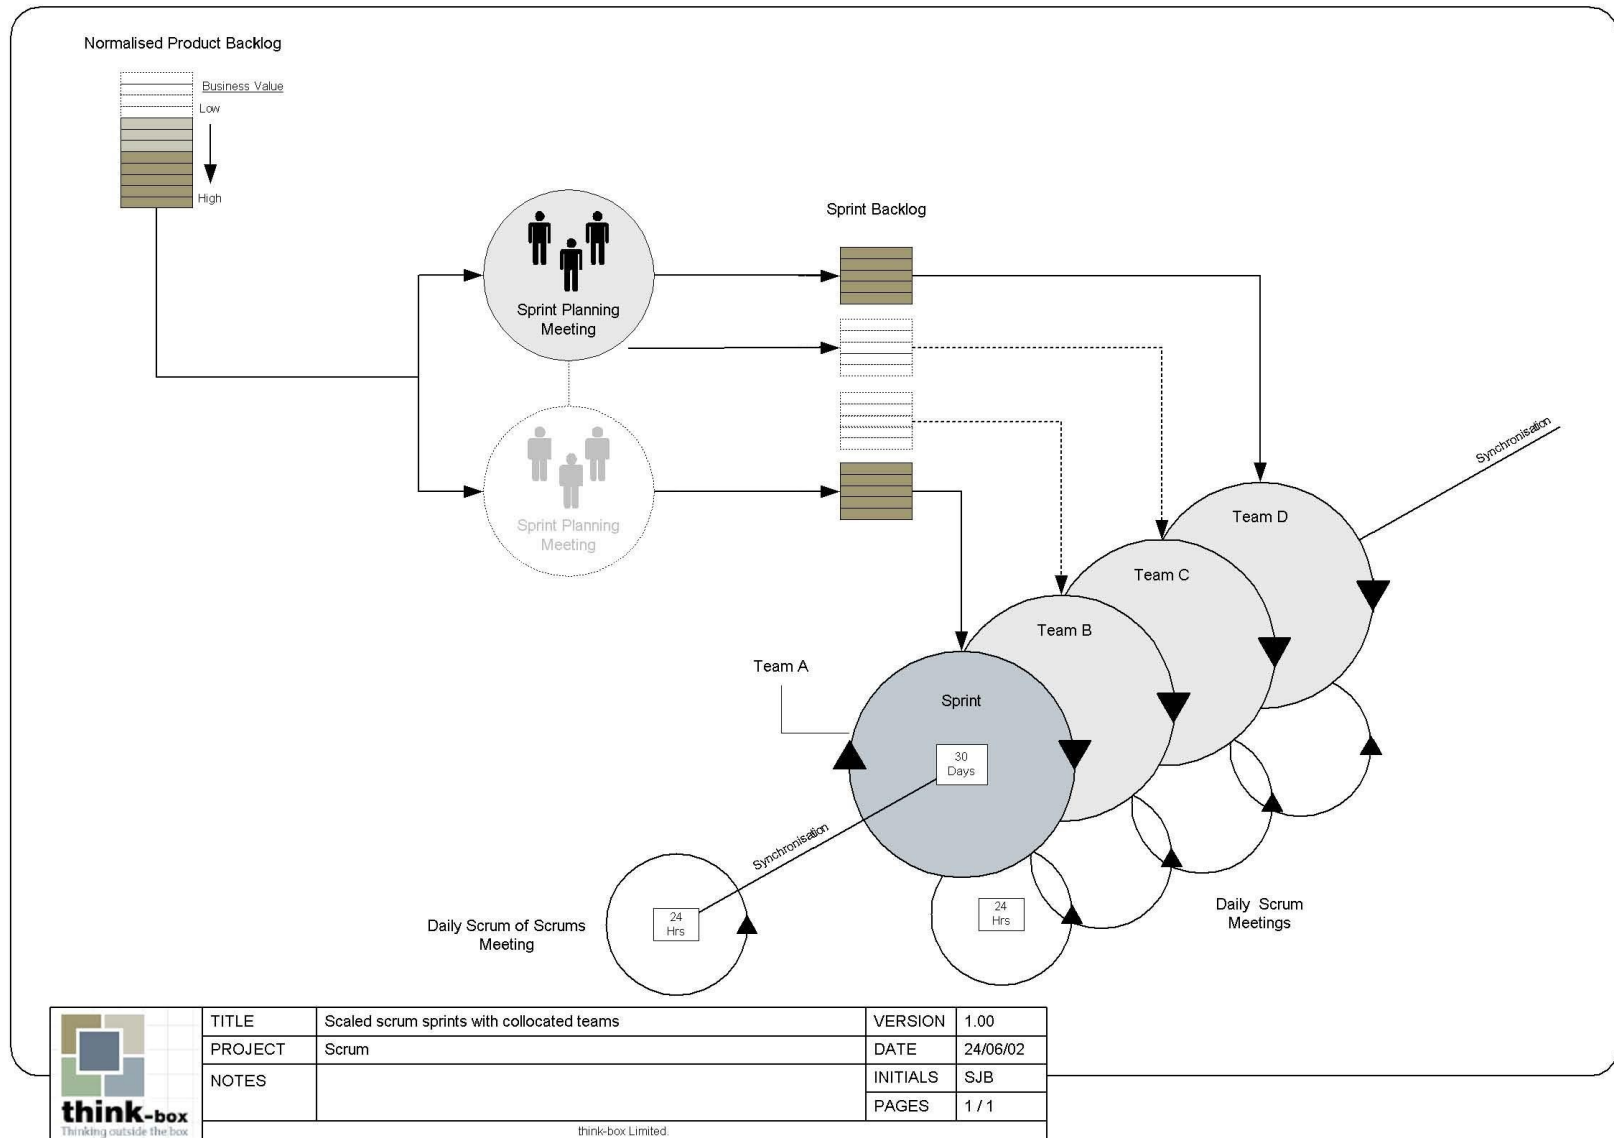 Normalised Product Backlog
Business Value
Low
High
Sprint Backlog
Sprint Planning
Meeting
Sprint Planning
Meeting
Synchronisation
Team D
Team C
Team B
Team A
Sprint
30
Days
Synchronisation
Daily Scrum of Scrums
Meeting
24
Hrs
24
Hrs
Daily Scrum
Meetings
TITLE Scaled scrum sprints with collocated teams VERSION 1.00
PROJECT Scrum DATE 24/06/02
NOTES INITIALS SJB
PAGES 1 / 1
think-box
Thinking outside the box
think-box Limited.